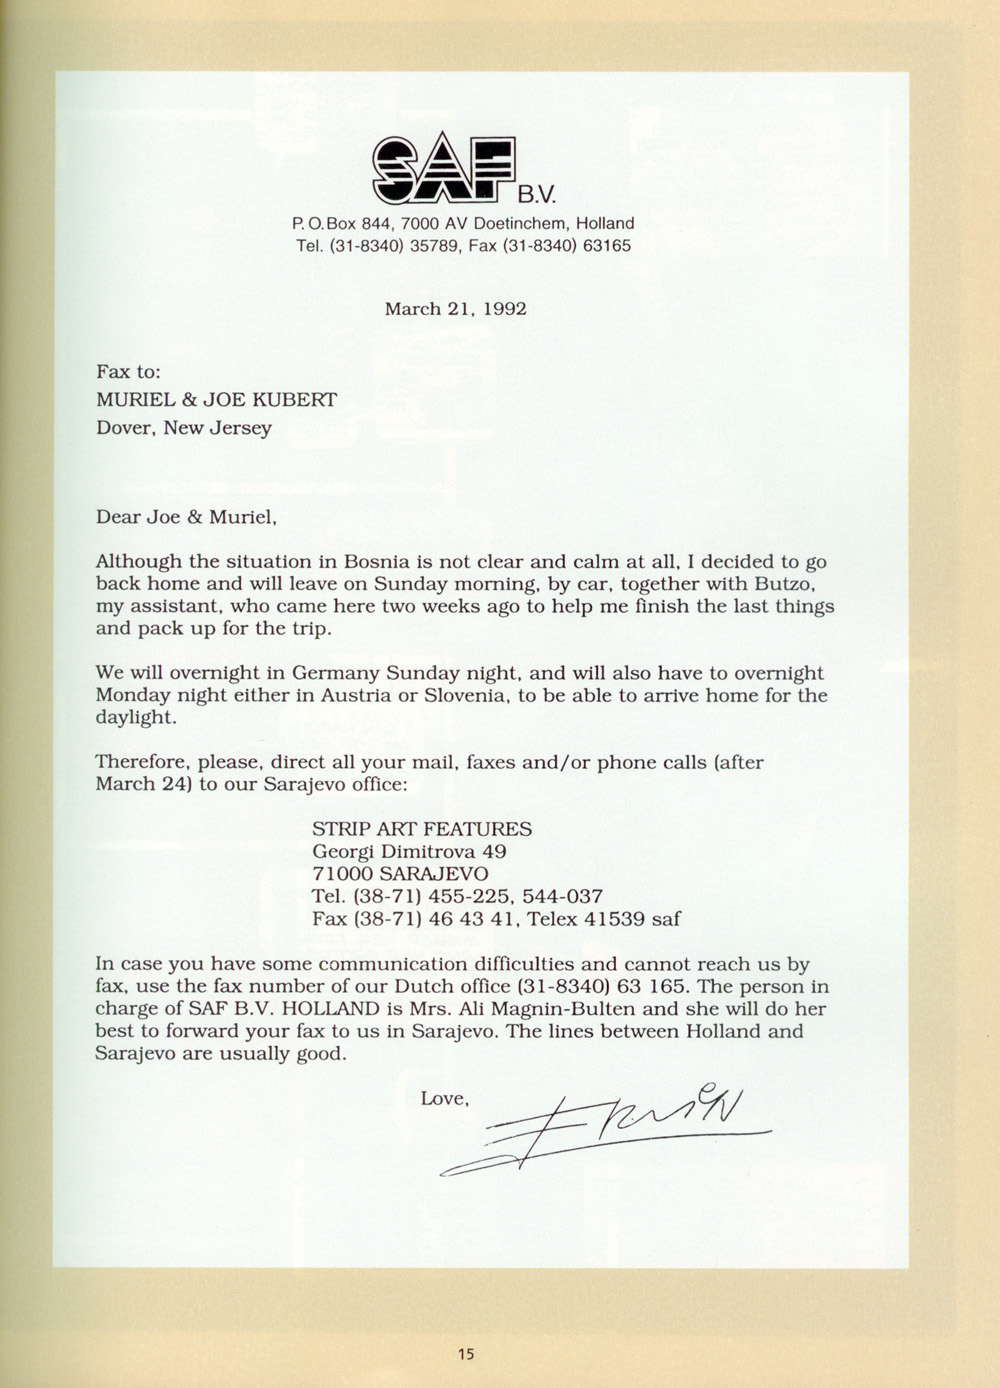 SAF B.V.
P.O.Box 844, 7000 AV Doetinchem, Holland
Tel. (31-8340) 35789, Fax (31-8340) 63165
March 21, 1992
Fax to:
MURIEL & JOE KUBERT
Dover, New Jersey
Dear Joe & Muriel,
Although the situation in Bosnia is not clear and calm at all, I decided to go
back home and will leave on Sunday morning, by car, together with Butzo,
my assistant, who came here two weeks ago to help me finish the last things
and pack up for the trip.
We will overnight in Germany Sunday night, and will also have to overnight
Monday night either in Austria or Slovenia, to be able to arrive home for the
daylight.
Therefore, please, direct all your mail, faxes and/or phone calls (after
March 24) to our Sarajevo office:
STRIP ART FEATURES
Georgi Dimitrova 49
71000 SARAJEVO
Tel. (38-71) 455-225, 544-037
Fax (38-71) 46 43 41, Telex 41539 saf
In case you have some communication difficulties and cannot reach us by
fax, use the fax number of our Dutch office (31-8340) 63 165. The person in
charge of SAF B.V. HOLLAND is Mrs. Ali Magnin-Bulten and she will do her
best to forward your fax to us in Sarajevo. The lines between Holland and
Sarajevo are usually good.
Love,
Ervin
15